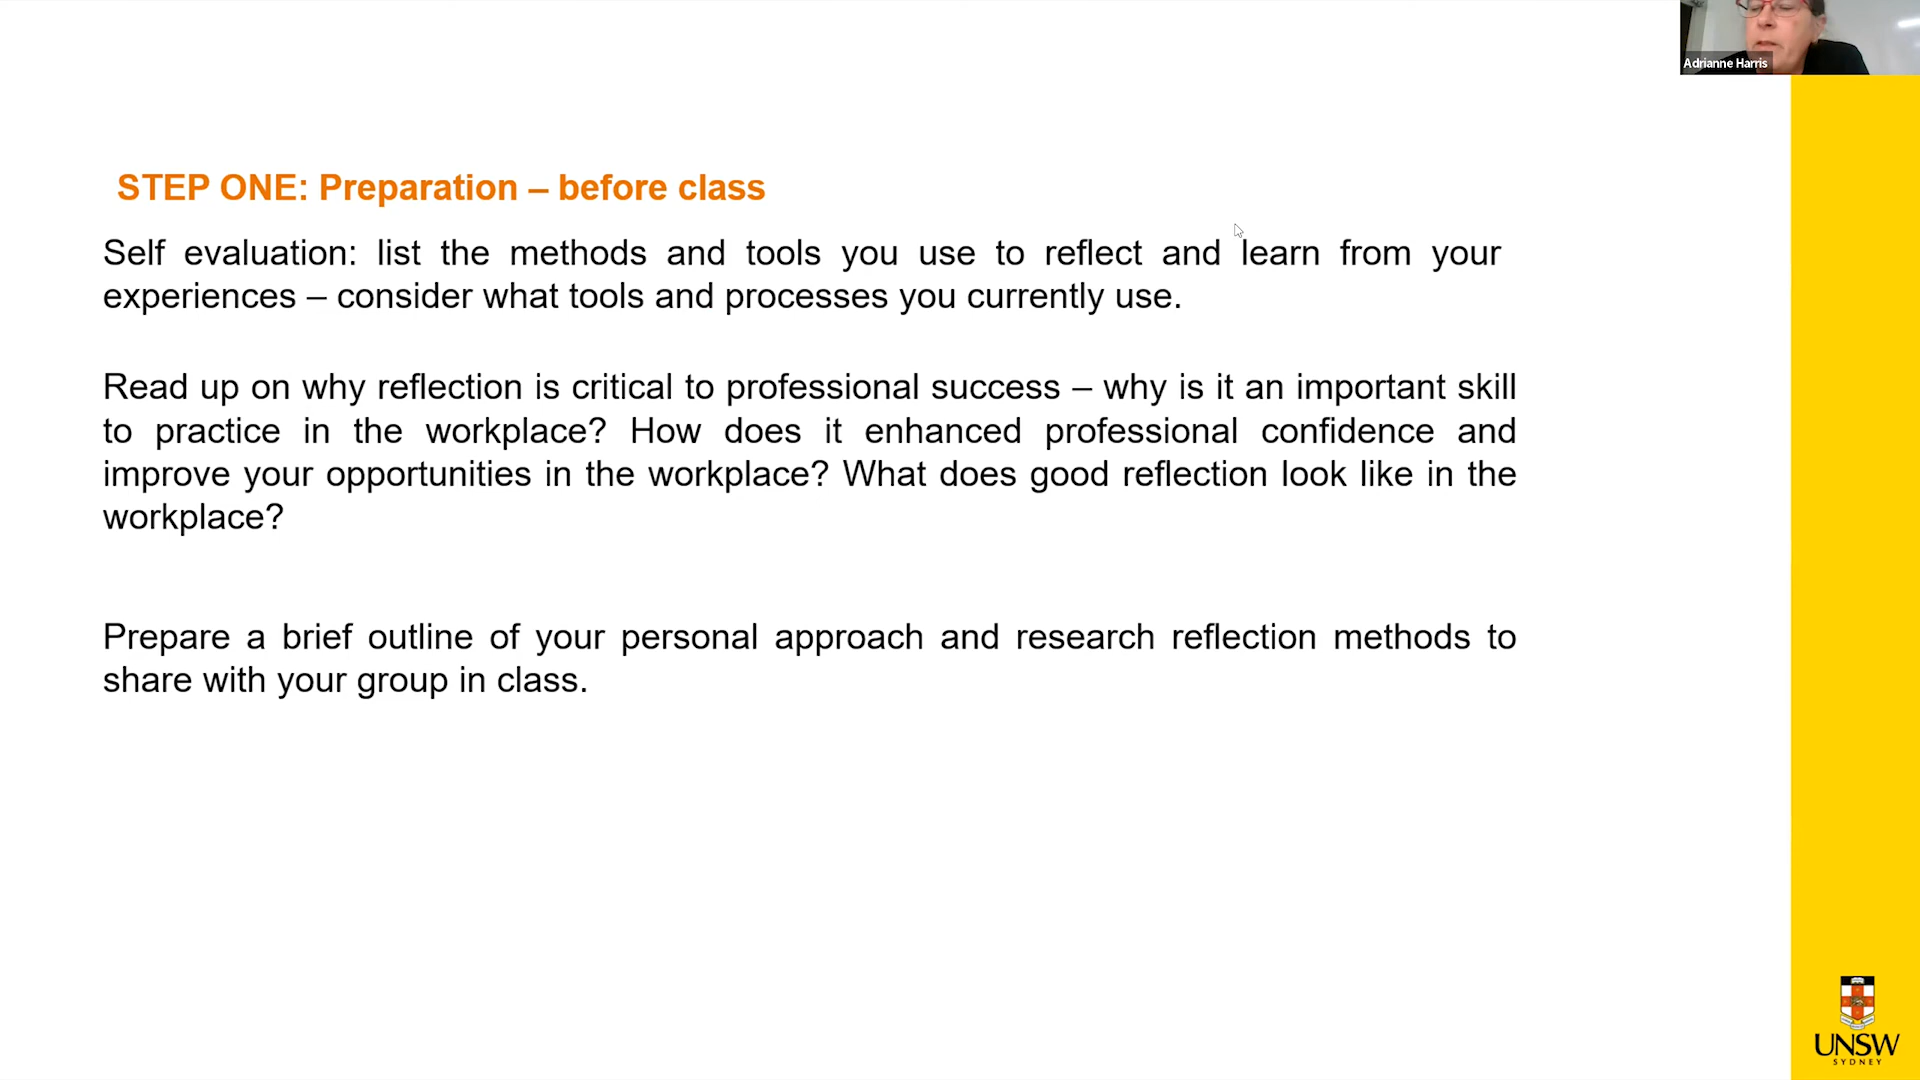 Adrianne Harris
STEP ONE: Preparation – before class
Self evaluation: list the methods and tools you use to reflect and learn from your
experiences – consider what tools and processes you currently use.
Read up on why reflection is critical to professional success – why is it an important skill
to practice in the workplace? How does it enhanced professional confidence and
improve your opportunities in the workplace? What does good reflection look like in the
workplace?
Prepare a brief outline of your personal approach and research reflection methods to
share with your group in class.
UNSW
SYDNEY